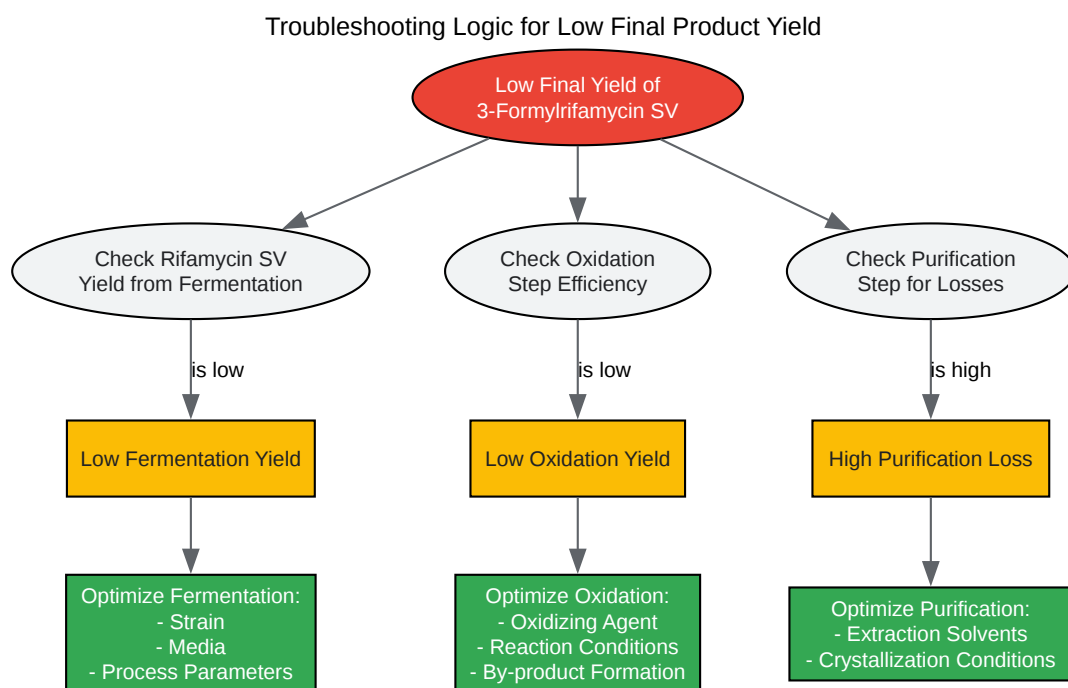 Troubleshooting Logic for Low Final Product Yield
Low Final Yield of
3-Formylrifamycin SV
Check Rifamycin SV
Yield from Fermentation
Check Oxidation
Step Efficiency
Check Purification
Step for Losses
is low
is low
is high
Low Fermentation Yield
Low Oxidation Yield
High Purification Loss
Optimize Fermentation:
- Strain
- Media
- Process Parameters
Optimize Oxidation:
- Oxidizing Agent
- Reaction Conditions
- By-product Formation
Optimize Purification:
- Extraction Solvents
- Crystallization Conditions